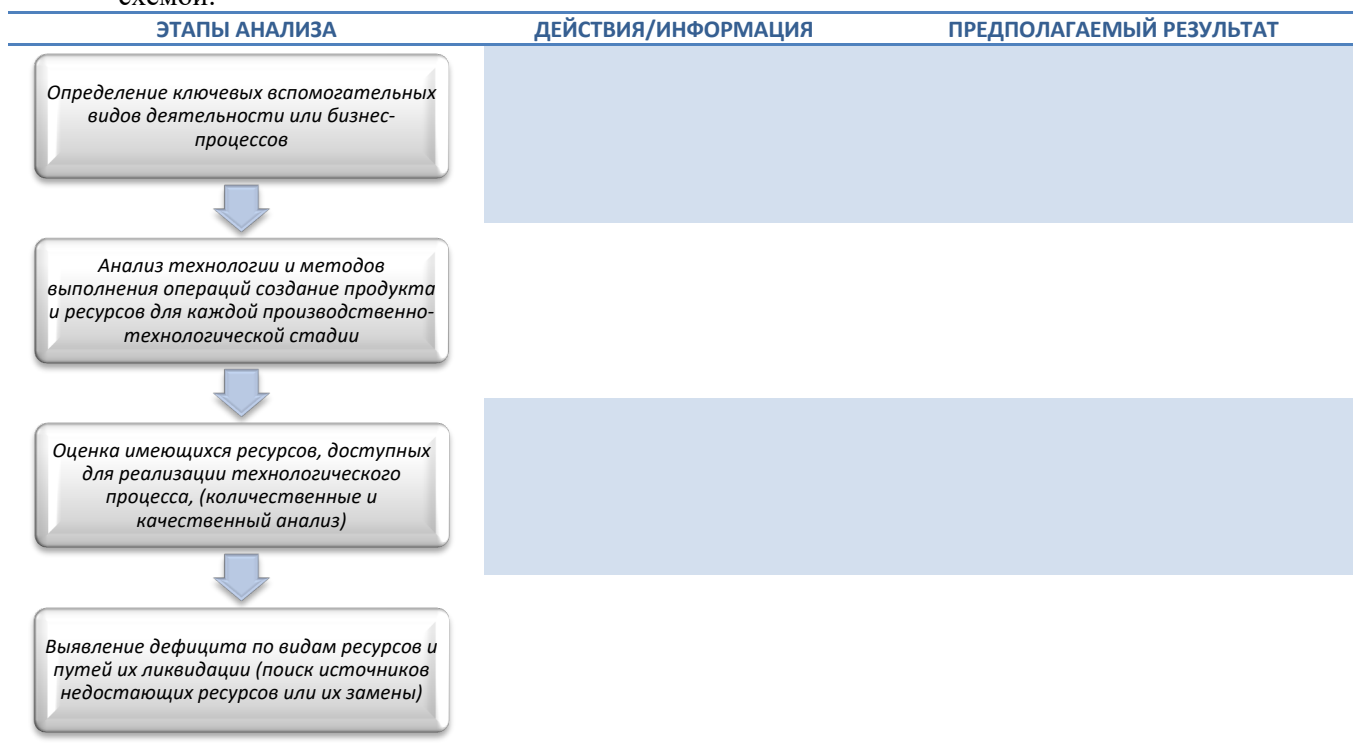 схемой.
ЭТАПЫ АНАЛИЗА ДЕЙСТВИЯ/ИНФОРМАЦИЯ ПРЕДПОЛАГАЕМЫЙ РЕЗУЛЬТАТ
Определение ключевых вспомогательных
видов деятельности или бизнес-
процессов
Анализ технологии и методов
выполнения операций создание продукта
и ресурсов для каждой производственно-
технологической стадии
Оценка имеющихся ресурсов, доступных
для реализации технологического
процесса, (количественные и
качественный анализ)
Выявление дефицита по видам ресурсов и
путей их ликвидации (поиск источников
недостающих ресурсов или их замены)